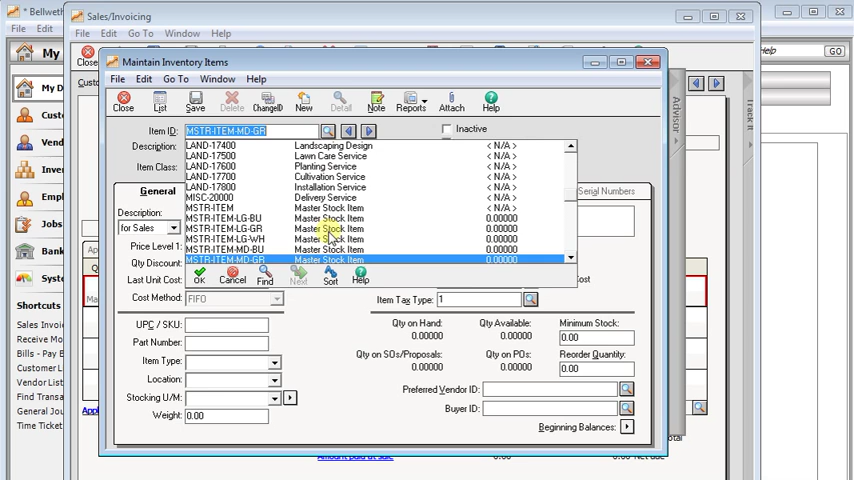 Bellweth
Sales/Invoicing
File Edit Go To Window Help
File
Maintain Inventory Items
File Edit Go To Window Help
Help
GO
Close
Close List Save Delete ChangeID New Detail Note Reports Attach Help
My
My D
Custo
Item ID: MSTR-ITEM-MD-GR
Inactive
Advisor
Track It
Description:
Item Class:
LAND-17400 Landscaping Design < N/A >
LAND-17500 Lawn Care Service < N/A >
LAND-17600 Planting Service < N/A >
LAND-17700 Cultivation Service < N/A >
LAND-17800 Installation Service < N/A >
MISC-20000 Delivery Service < N/A >
MSTR-ITEM Master Stock Item < N/A >
MSTR-ITEM-LG-BU Master Stock Item 0.00000
MSTR-ITEM-LG-GR Master Stock Item 0.00000
MSTR-ITEM-LG-WH Master Stock Item 0.00000
MSTR-ITEM-MD-BU Master Stock Item 0.00000
MSTR-ITEM-MD-GR Master Stock Item 0.00000
OK Cancel Find Next Sort Help
Custo
Vend
Inven
Emplo
Jobs
Bank
Syste
General
Serial Numbers
Description:
for Sales
Price Level 1:
Qty Discount:
Last Unit Cost:
Cost
Cost Method: FIFO
Item Tax Type: 1
UPC / SKU:
Part Number:
Item Type:
Location:
Stocking U/M:
Weight: 0.00
Qty on Hand: Qty Available: Minimum Stock:
0.00000 0.00000 0.00
Qty on SOs/Proposals: Qty on POs: Reorder Quantity:
0.00000 0.00000 0.00
Preferred Vendor ID:
Buyer ID:
Beginning Balances:
Shortcuts
Sales Invoicin
Receive Mo
Bills - Pay B
Customer L
Vendor List
Find Transa
General Jou
Time Ticket
Appl
Amount paid at sale
0.00
0.00 Net Due